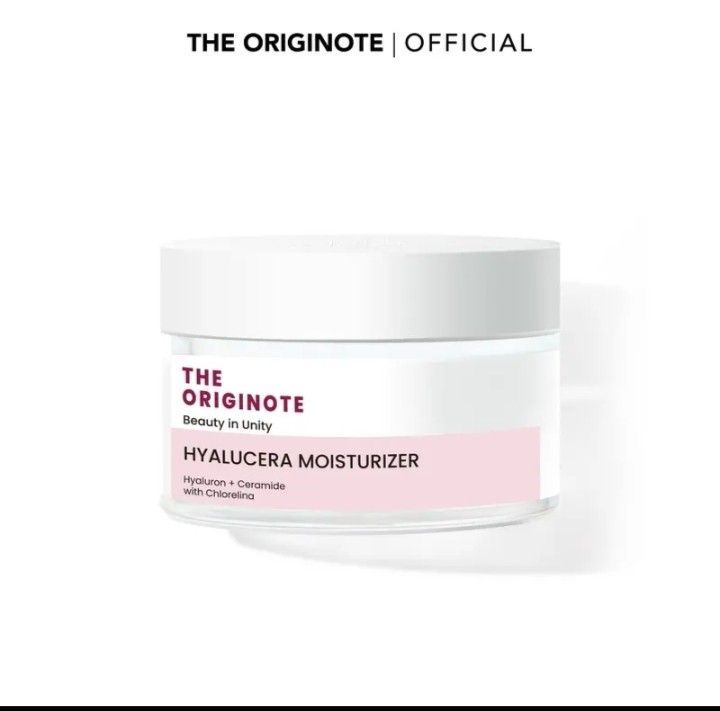 THE ORIGINOTE | OFFICIAL
THE
ORIGINOTE
Beauty in Unity
HYALUCERA MOISTURIZER
Hyaluron + Ceramide
with Chlorelina